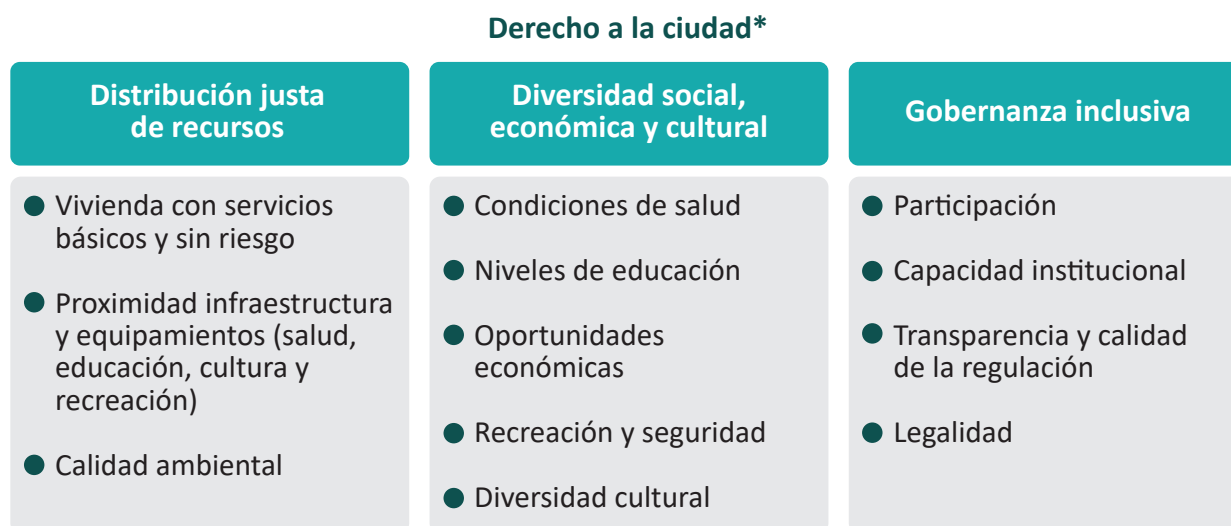 Derecho a la ciudad*
Distribución justa
de recursos
Vivienda con servicios
básicos y sin riesgo
Proximidad infraestructura
y equipamientos (salud,
educación, cultura y
recreación)
Calidad ambiental
Diversidad social,
económica y cultural
Condiciones de salud
Niveles de educación
Oportunidades
económicas
Recreación y seguridad
Diversidad cultural
Gobernanza inclusiva
Participación
Capacidad institucional
Transparencia y calidad
de la regulación
Legalidad